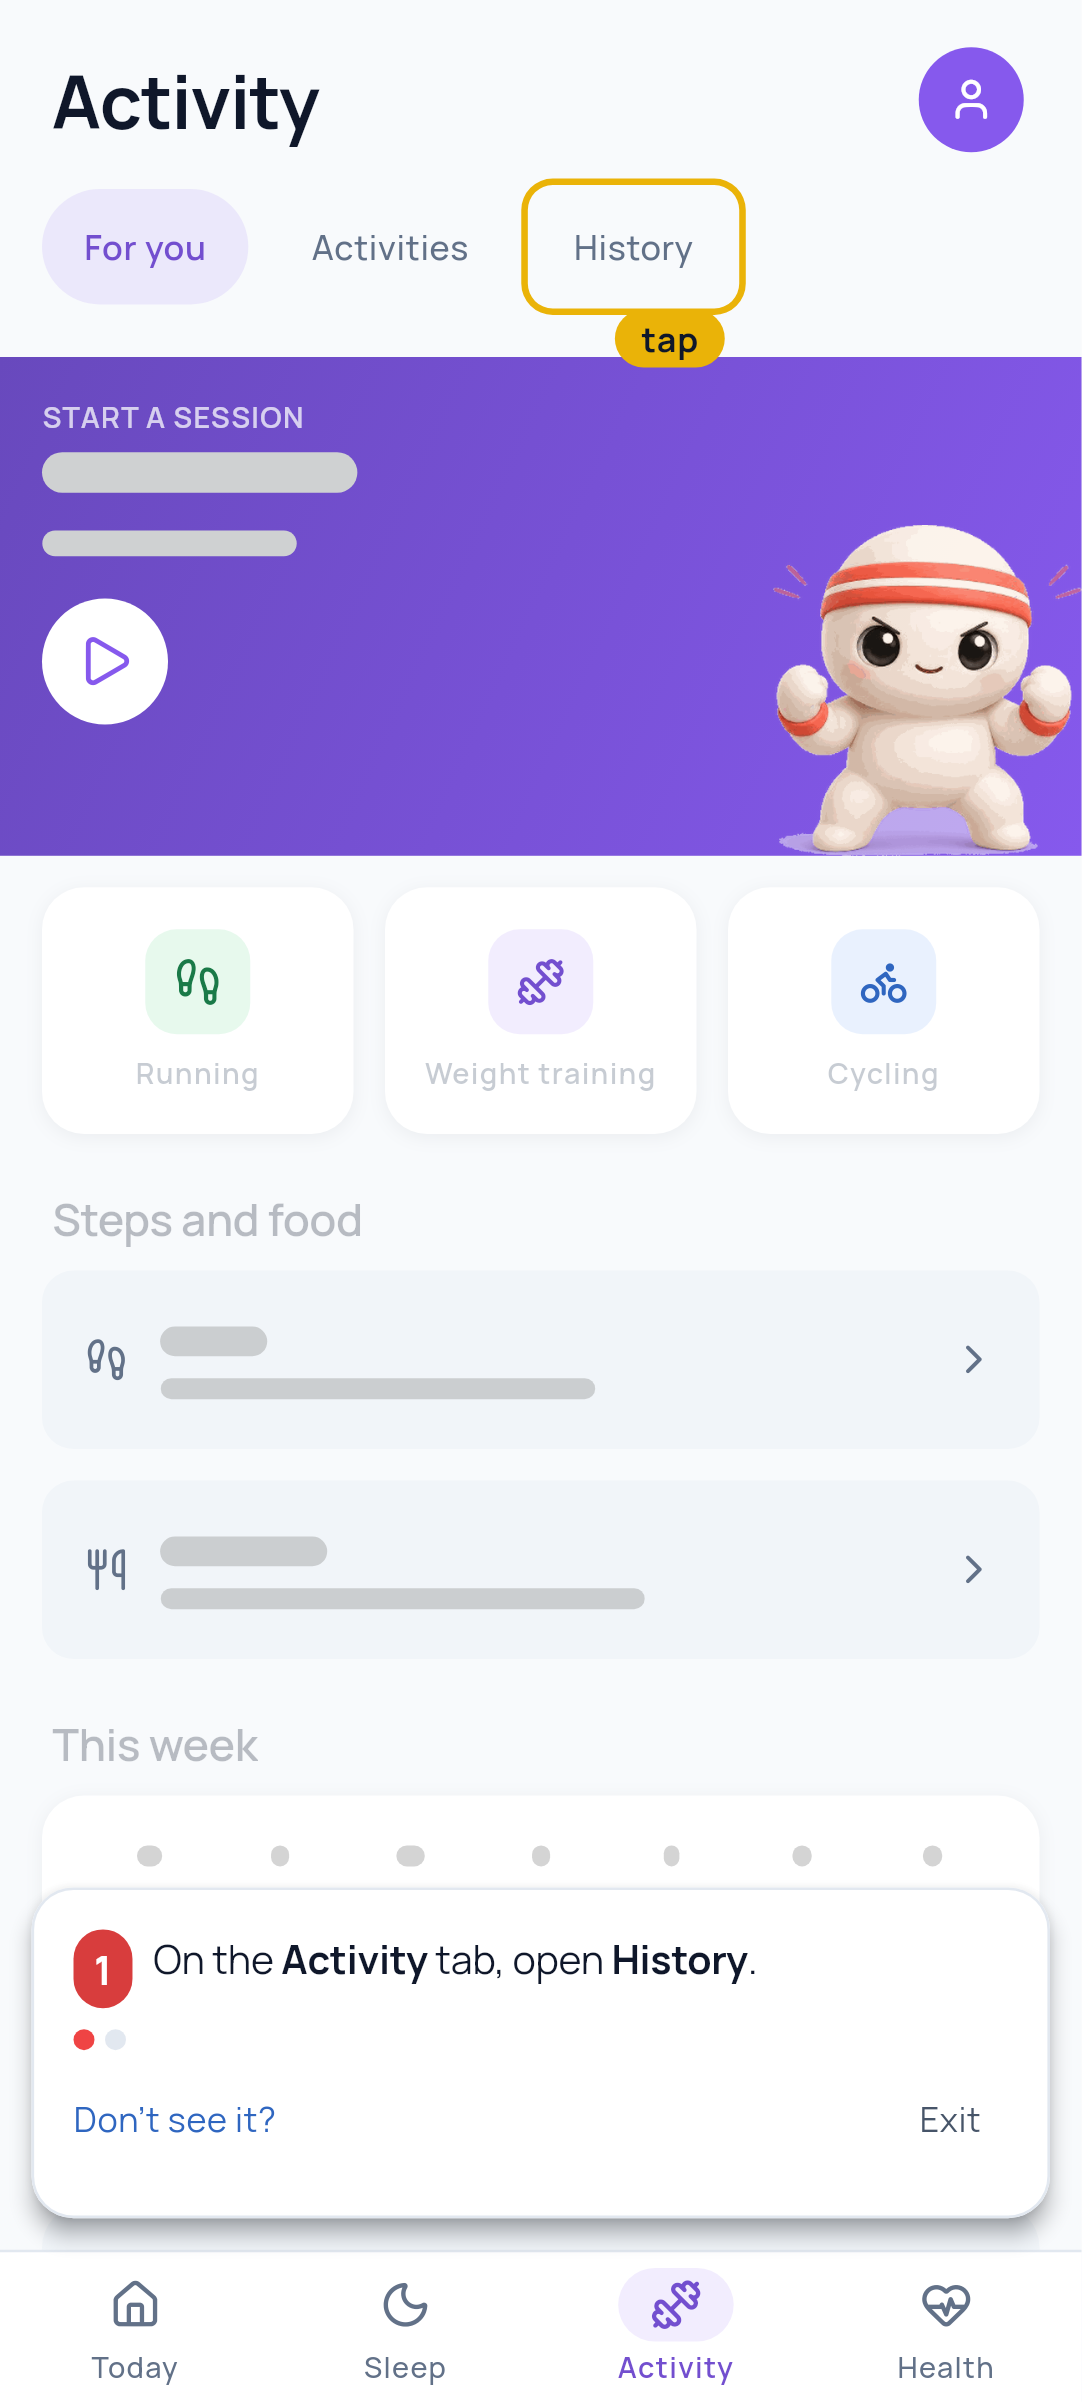 Activity
For you
Activities
History
tap
START A SESSION
Running
Weight training
Cycling
Steps and food
This week
1
On the Activity tab, open History.
Don't see it?
Exit
Today
Sleep
Activity
Health